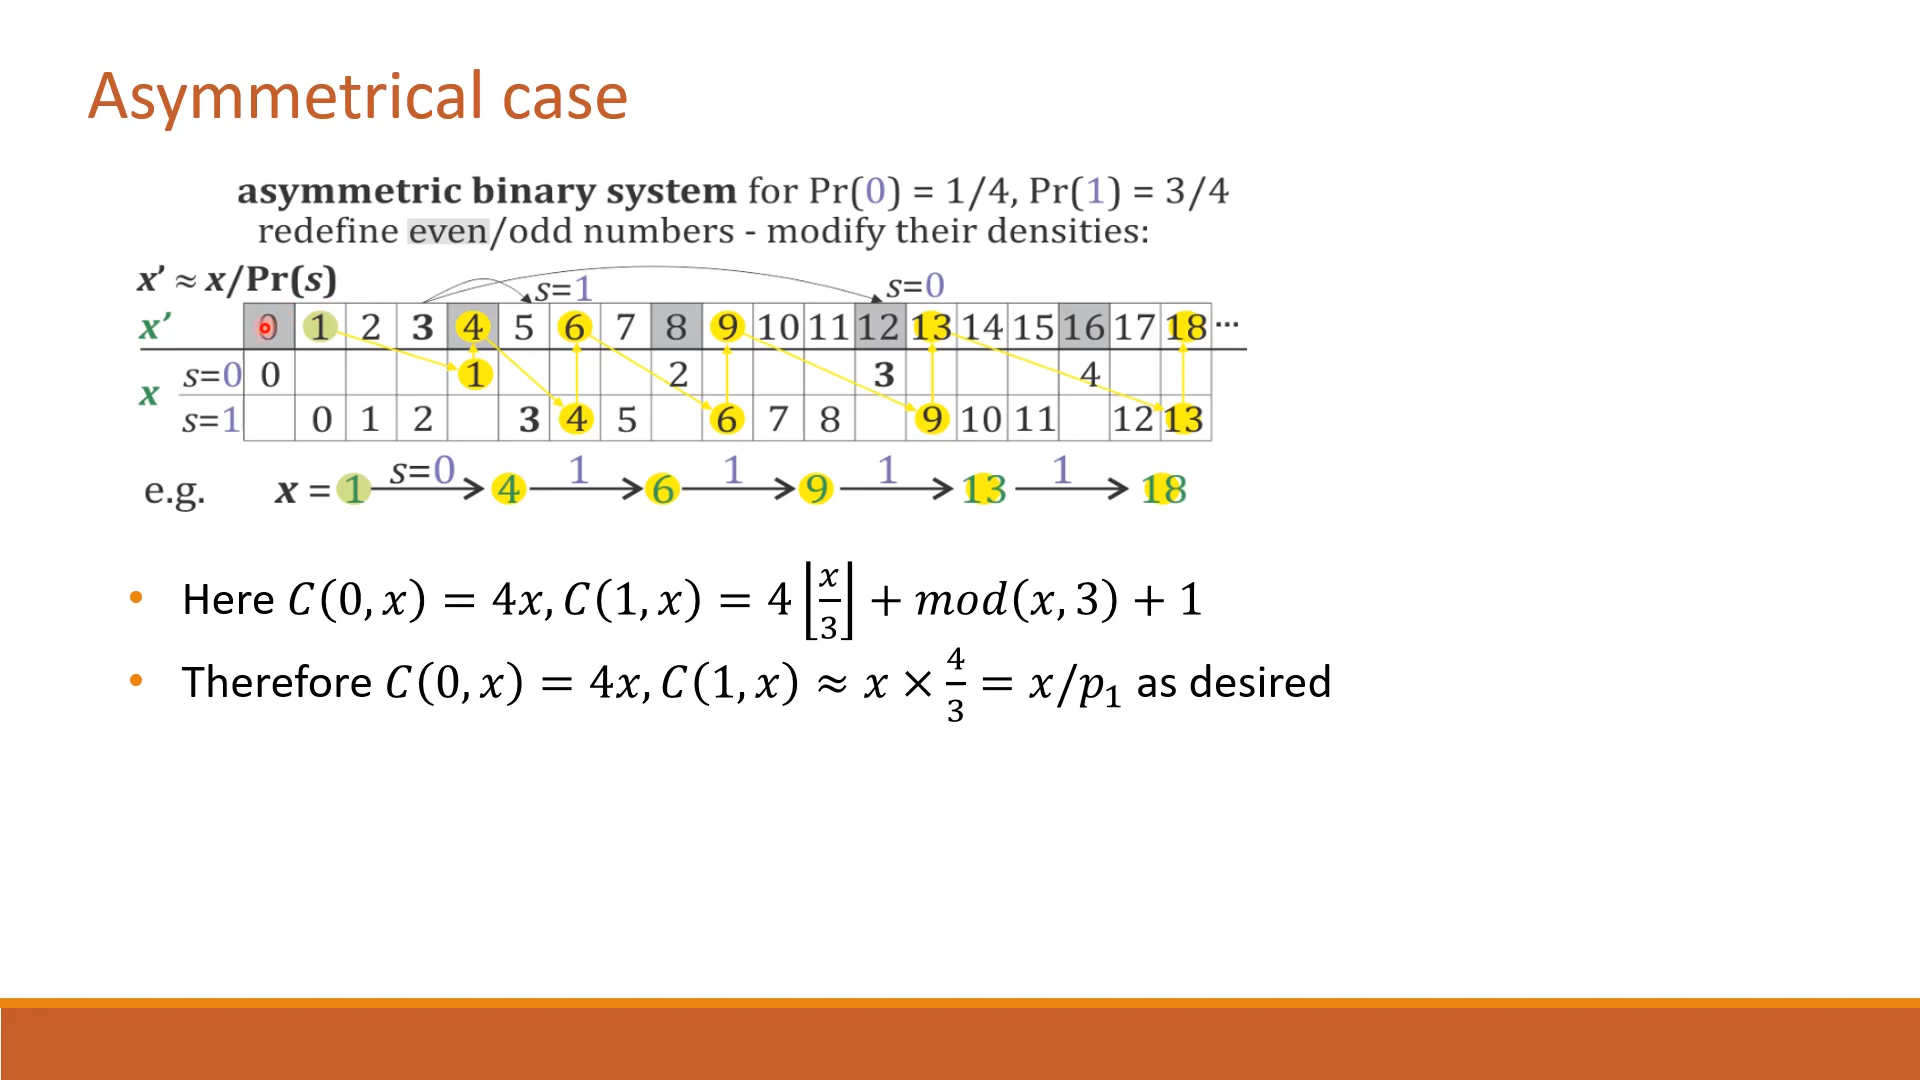 Asymmetrical case
asymmetric binary system for Pr(0) = 1/4, Pr(1) = 3/4
redefine even/odd numbers - modify their densities:
x’ ≈ x/Pr(s)
s=1 s=0
x’ 0 1 2 3 4 5 6 7 8 9 10 11 12 13 14 15 16 17 18 ...
x
s=0 0 1 2 3 4
s=1 0 1 2 3 4 5 6 7 8 9 10 11 12 13
s=0 1 1 1 1
e.g. x = 1 4 6 9 13 18
• Here C(0, x) = 4x, C(1, x) = 4 ⌊x/3⌋ + mod(x, 3) + 1
• Therefore C(0, x) = 4x, C(1, x) ≈ x × 4/3 = x/p₁ as desired